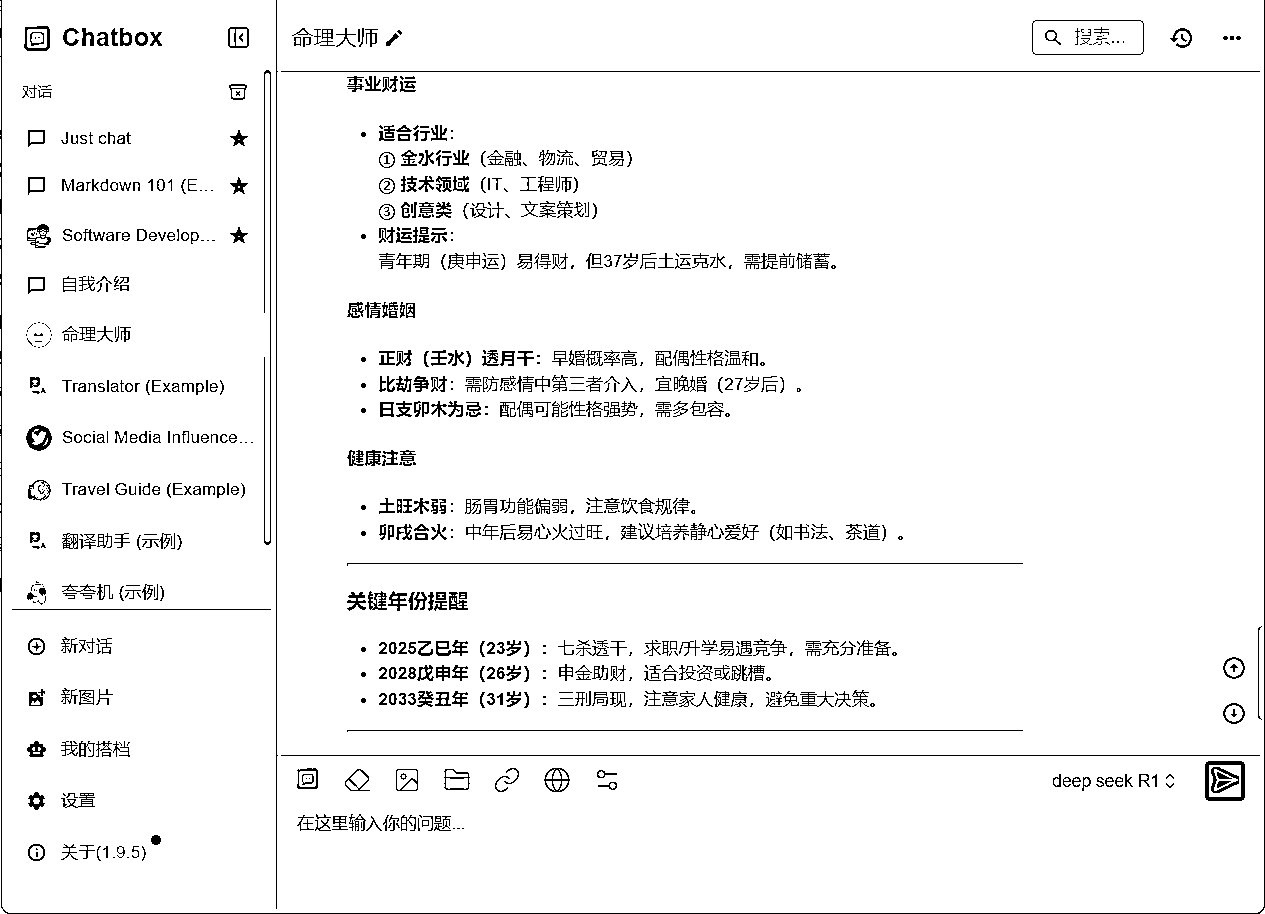 Chatbox
对话
Just chat
Markdown 101 (E...
Software Develop...
自我介绍
命理大师
Translator (Example)
Social Media Influence...
Travel Guide (Example)
翻译助手 (示例)
夸夸机 (示例)
新对话
新图片
我的搭档
设置
关于(1.9.5)
命理大师
搜索...
事业财运
• 适合行业：
① 金水行业（金融、物流、贸易）
② 技术领域（IT、工程师）
③ 创意类（设计、文案策划）
• 财运提示：
青年期（庚申运）易得财，但37岁后土运克水，需提前储蓄。
感情婚姻
• 正财（壬水）透月干：早婚概率高，配偶性格温和。
• 比劫争财：需防感情中第三者介入，宜晚婚（27岁后）。
• 日支卯木为忌：配偶可能性格强势，需多包容。
健康注意
• 土旺木弱：肠胃功能偏弱，注意饮食规律。
• 卯戌合火：中年后易心火过旺，建议培养静心爱好（如书法、茶道）。
关键年份提醒
• 2025乙巳年（23岁）：七杀透干，求职/升学易遇竞争，需充分准备。
• 2028戊申年（26岁）：申金助财，适合投资或跳槽。
• 2033癸丑年（31岁）：三刑局现，注意家人健康，避免重大决策。
deep seek R1
在这里输入你的问题...